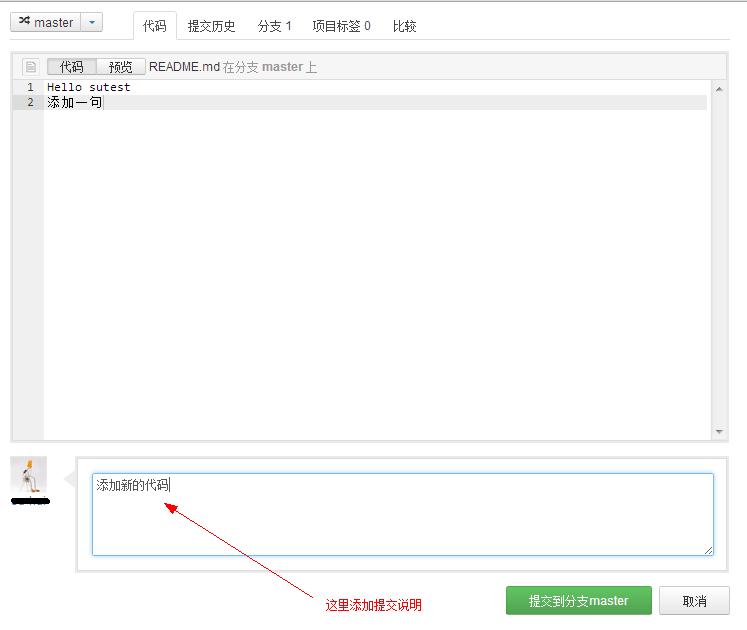 master 代码 提交历史 分支 1 项目标签 0 比较
代码 预览 README.md 在分支 master 上
1 Hello sutest
2 添加一句
添加新的代码
这里添加提交说明
提交到分支master 取消